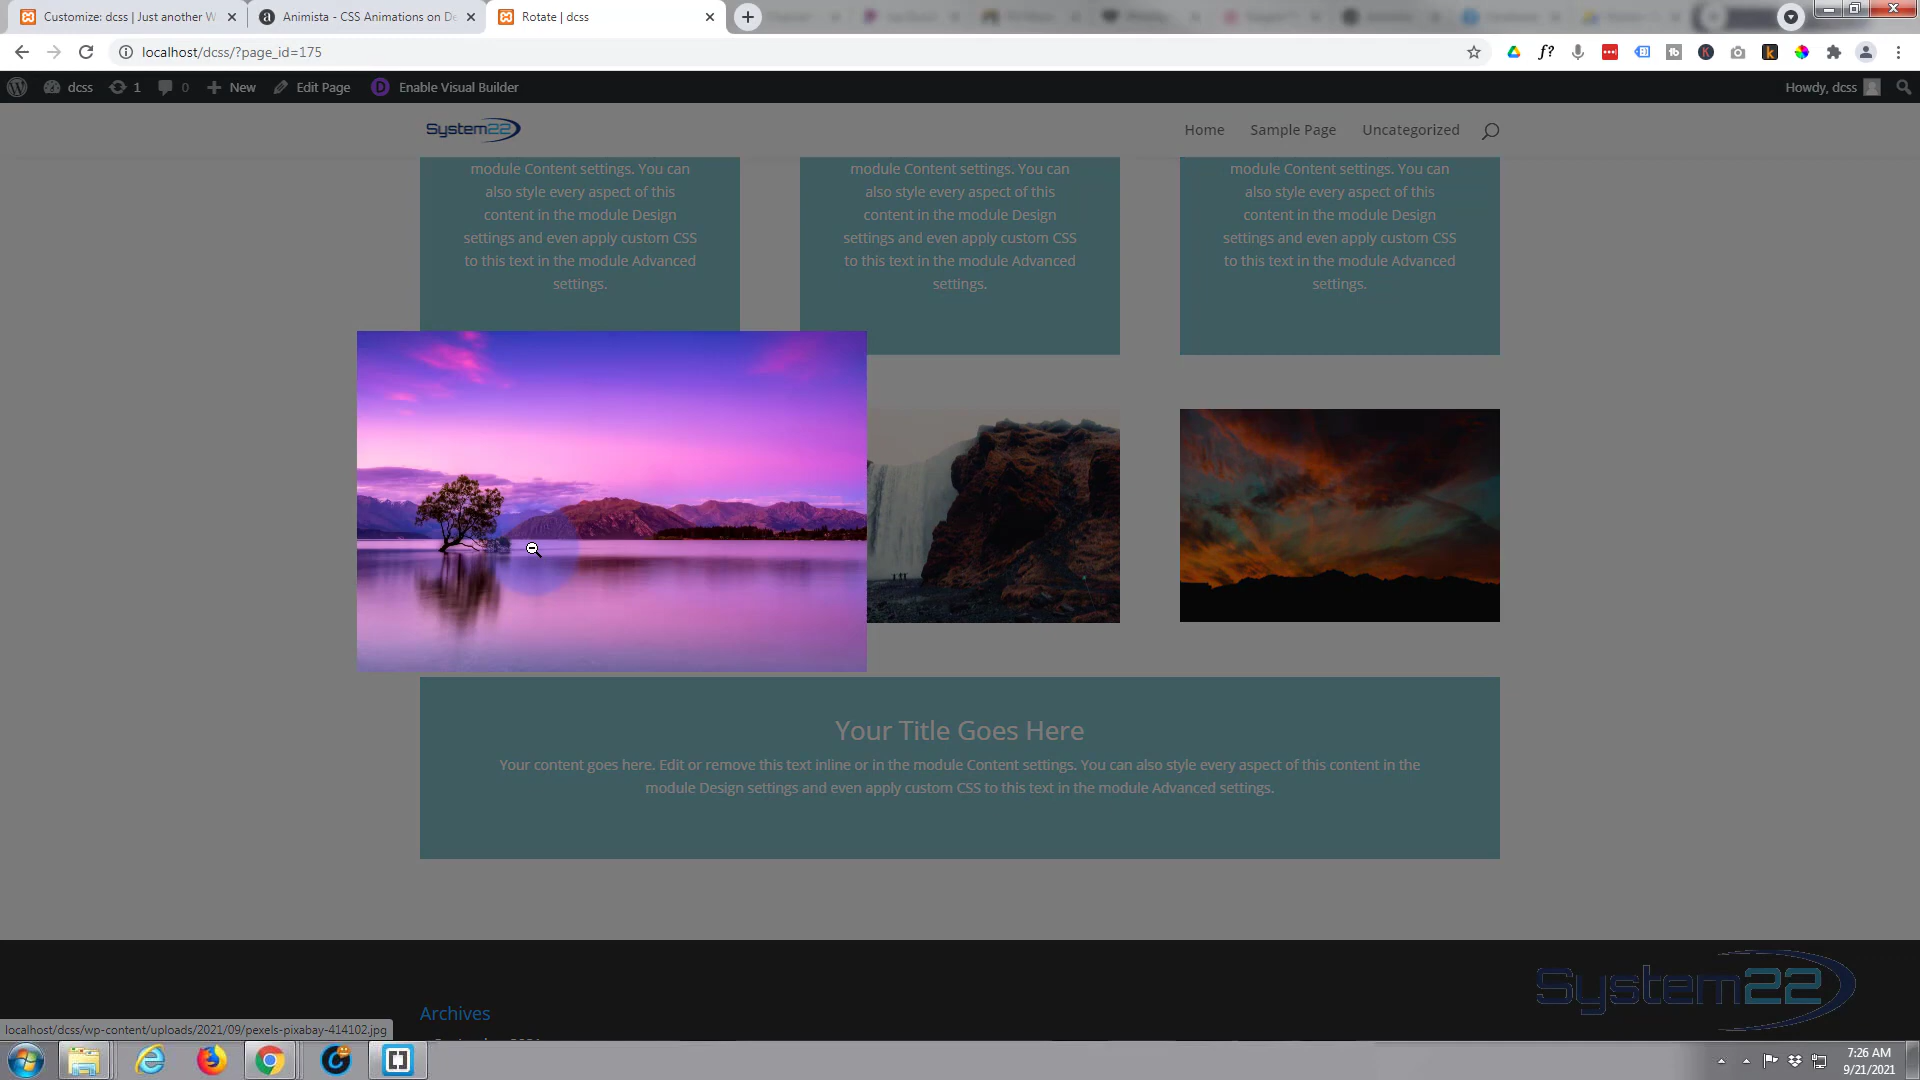 Customize: dcss | Just another W
Animista - CSS Animations on De
Rotate | dcss
localhost/dcss/?page_id=175
dcss
1
0
New
Edit Page
Enable Visual Builder
Howdy, dcss
System22
Home
Sample Page
Uncategorized
module Content settings. You can
also style every aspect of this
content in the module Design
settings and even apply custom CSS
to this text in the module Advanced
settings.
module Content settings. You can
also style every aspect of this
content in the module Design
settings and even apply custom CSS
to this text in the module Advanced
settings.
module Content settings. You can
also style every aspect of this
content in the module Design
settings and even apply custom CSS
to this text in the module Advanced
settings.
Your Title Goes Here
Your content goes here. Edit or remove this text inline or in the module Content settings. You can also style every aspect of this content in the
module Design settings and even apply custom CSS to this text in the module Advanced settings.
System22
Archives
localhost/dcss/wp-content/uploads/2021/09/pexels-pixabay-414102.jpg
7:26 AM
9/21/2021